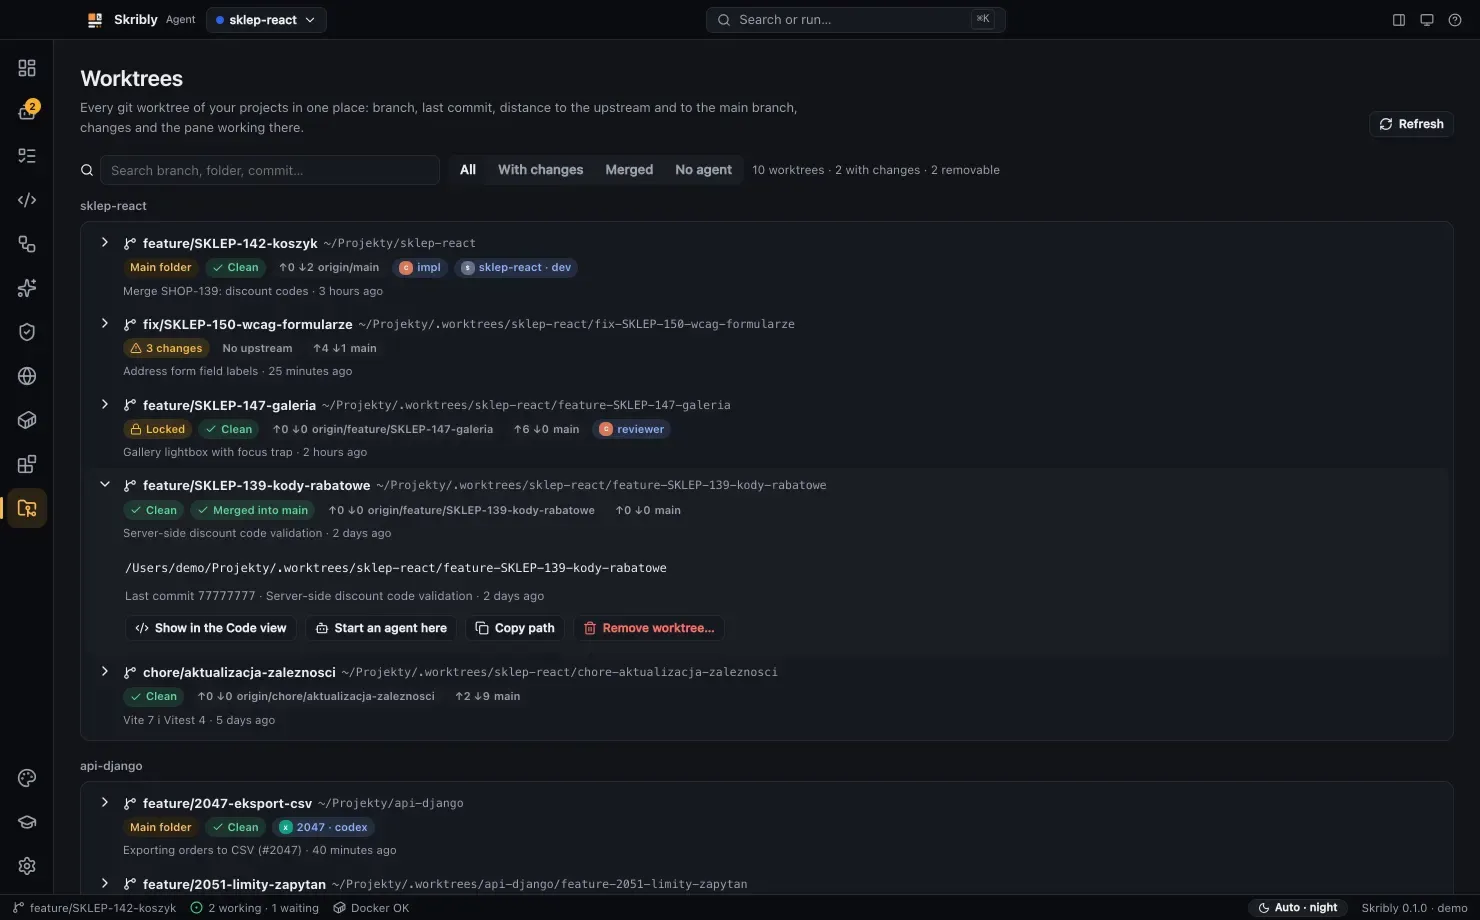 Skribly Agent sklep-react Search or run... ⌘K
2
Worktrees
Every git worktree of your projects in one place: branch, last commit, distance to the upstream and to the main branch,
changes and the pane working there.
Refresh
Search branch, folder, commit... All With changes Merged No agent 10 worktrees · 2 with changes · 2 removable
sklep-react
feature/SKLEP-142-koszyk ~/Projekty/sklep-react
Main folder Clean ↑0 ↓2 origin/main C impl $ sklep-react · dev
Merge SHOP-139: discount codes · 3 hours ago
fix/SKLEP-150-wcag-formularze ~/Projekty/.worktrees/sklep-react/fix-SKLEP-150-wcag-formularze
3 changes No upstream ↑4 ↓1 main
Address form field labels · 25 minutes ago
feature/SKLEP-147-galeria ~/Projekty/.worktrees/sklep-react/feature-SKLEP-147-galeria
Locked Clean ↑0 ↓0 origin/feature/SKLEP-147-galeria ↑6 ↓0 main C reviewer
Gallery lightbox with focus trap · 2 hours ago
feature/SKLEP-139-kody-rabatowe ~/Projekty/.worktrees/sklep-react/feature-SKLEP-139-kody-rabatowe
Clean Merged into main ↑0 ↓0 origin/feature/SKLEP-139-kody-rabatowe ↑0 ↓0 main
Server-side discount code validation · 2 days ago
/Users/demo/Projekty/.worktrees/sklep-react/feature-SKLEP-139-kody-rabatowe
Last commit 77777777 · Server-side discount code validation · 2 days ago
Show in the Code view Start an agent here Copy path Remove worktree...
chore/aktualizacja-zaleznosci ~/Projekty/.worktrees/sklep-react/chore-aktualizacja-zaleznosci
Clean ↑0 ↓0 origin/chore/aktualizacja-zaleznosci ↑2 ↓9 main
Vite 7 i Vitest 4 · 5 days ago
api-django
feature/2047-eksport-csv ~/Projekty/api-django
Main folder Clean X 2047 · codex
Exporting orders to CSV (#2047) · 40 minutes ago
feature/2051-limity-zapytan ~/Projekty/.worktrees/api-django/feature-2051-limity-zapytan
feature/SKLEP-142-koszyk 2 working · 1 waiting Docker OK Auto · night Skribly 0.1.0 · demo